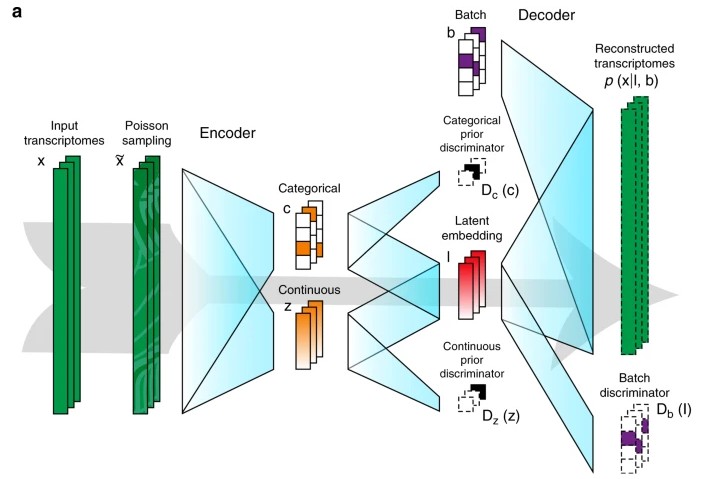 a
Batch
b
Decoder
Reconstructed
transcriptomes
p (x|l, b)
Input
transcriptomes
x
Poisson
sampling
x̃
Encoder
Categorical
prior
discriminator
D_c (c)
Categorical
c
Latent
embedding
l
Continuous
z
Continuous
prior
discriminator
D_z (z)
Batch
discriminator
D_b (l)